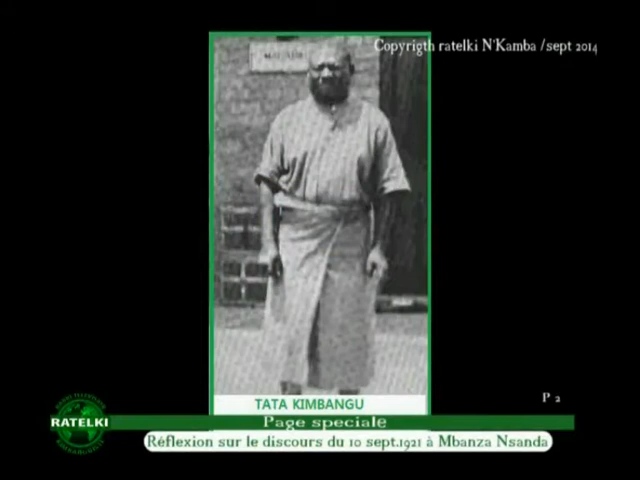 Copyrigth ratelki N'Kamba /sept 2014
TATA KIMBANGU
P 2
RATELKI
Page speciale
Réflexion sur le discours du 10 sept.1921 à Mbanza Nsanda